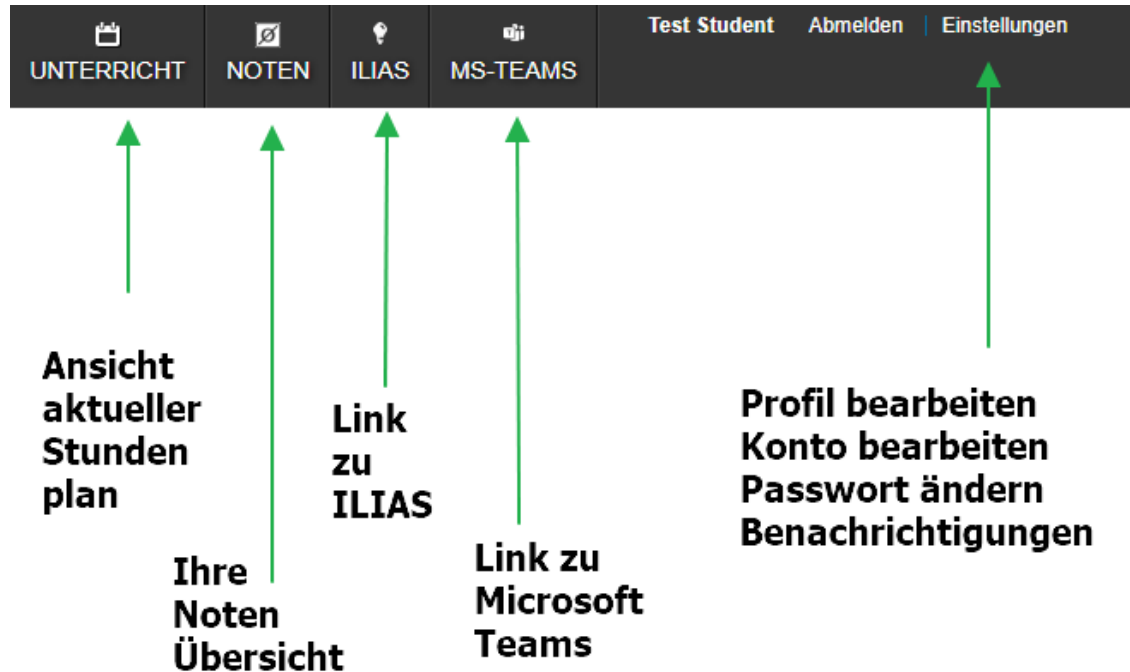 UNTERRICHT
NOTEN
ILIAS
MS-TEAMS
Test Student Abmelden | Einstellungen
Ansicht
aktueller
Stunden
plan
Ihre
Noten
Übersicht
Link
zu
ILIAS
Link zu
Microsoft
Teams
Profil bearbeiten
Konto bearbeiten
Passwort ändern
Benachrichtigungen